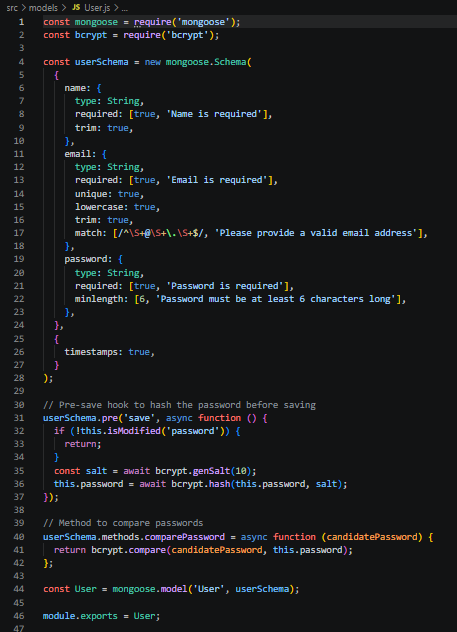 src > models > JS User.js > ...
1 const mongoose = require('mongoose');
2 const bcrypt = require('bcrypt');
3
4 const userSchema = new mongoose.Schema(
5   {
6     name: {
7       type: String,
8       required: [true, 'Name is required'],
9       trim: true,
10     },
11     email: {
12       type: String,
13       required: [true, 'Email is required'],
14       unique: true,
15       lowercase: true,
16       trim: true,
17       match: [/^\S+@\S+\.\S+$/, 'Please provide a valid email address'],
18     },
19     password: {
20       type: String,
21       required: [true, 'Password is required'],
22       minlength: [6, 'Password must be at least 6 characters long'],
23     },
24   },
25   {
26     timestamps: true,
27   }
28 );
29
30 // Pre-save hook to hash the password before saving
31 userSchema.pre('save', async function () {
32   if (!this.isModified('password')) {
33     return;
34   }
35   const salt = await bcrypt.genSalt(10);
36   this.password = await bcrypt.hash(this.password, salt);
37 });
38
39 // Method to compare passwords
40 userSchema.methods.comparePassword = async function (candidatePassword) {
41   return bcrypt.compare(candidatePassword, this.password);
42 };
43
44 const User = mongoose.model('User', userSchema);
45
46 module.exports = User;
47